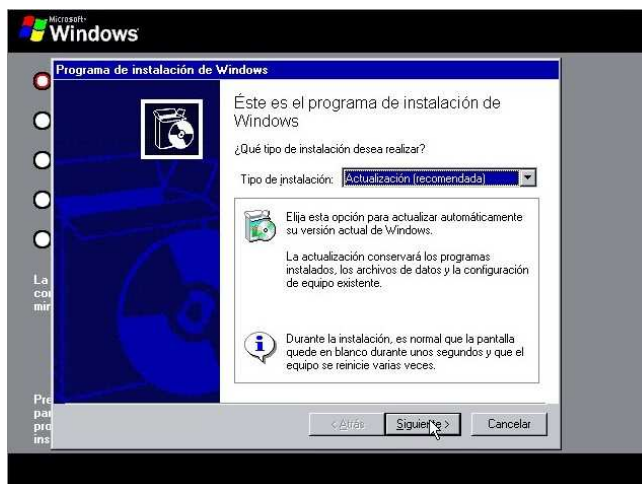 Microsoft
Windows
Programa de instalación de Windows
Éste es el programa de instalación de
Windows
¿Qué tipo de instalación desea realizar?
Tipo de instalación: Actualización (recomendada)
Elija esta opción para actualizar automáticamente
su versión actual de Windows.
La actualización conservará los programas
instalados, los archivos de datos y la configuración
de equipo existente.
Durante la instalación, es normal que la pantalla
quede en blanco durante unos segundos y que el
equipo se reinicie varias veces.
La
< Atrás Siguiente > Cancelar